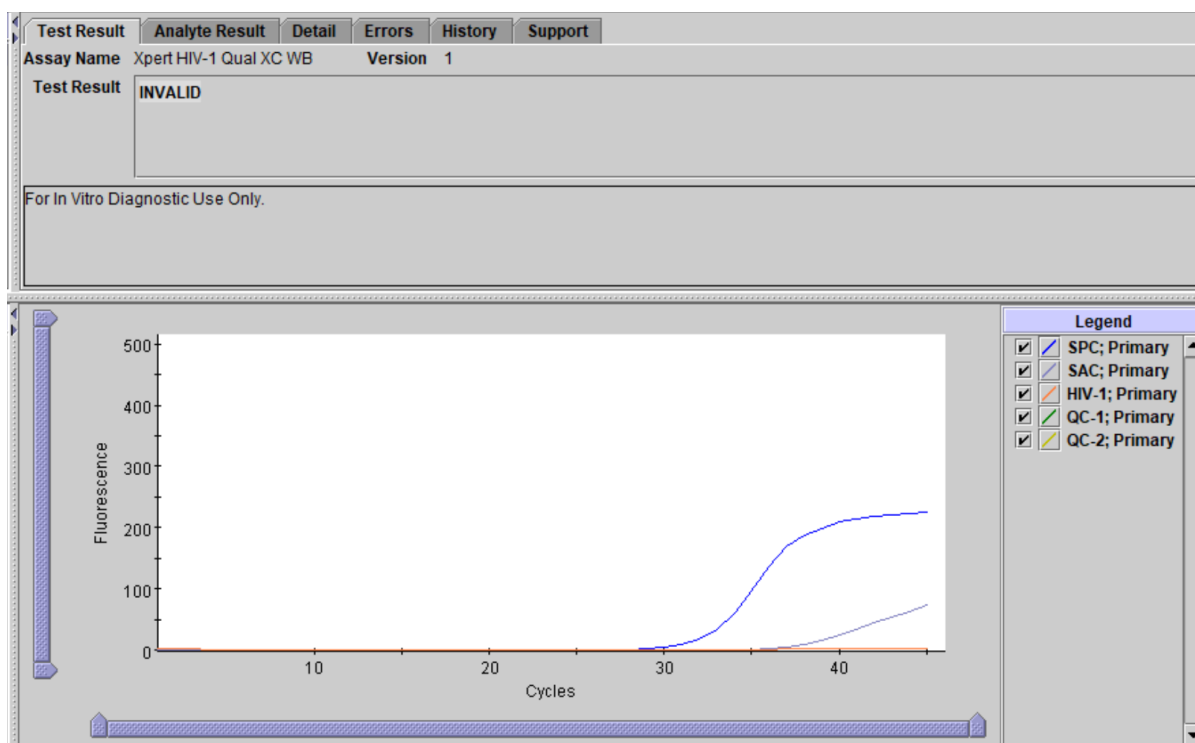 Test Result Analyte Result Detail Errors History Support
Assay Name Xpert HIV-1 Qual XC WB Version 1
Test Result INVALID
For In Vitro Diagnostic Use Only.
Legend
SPC; Primary
SAC; Primary
HIV-1; Primary
QC-1; Primary
QC-2; Primary
500
400
300
200
100
0
Fluorescence
10 20 30 40
Cycles